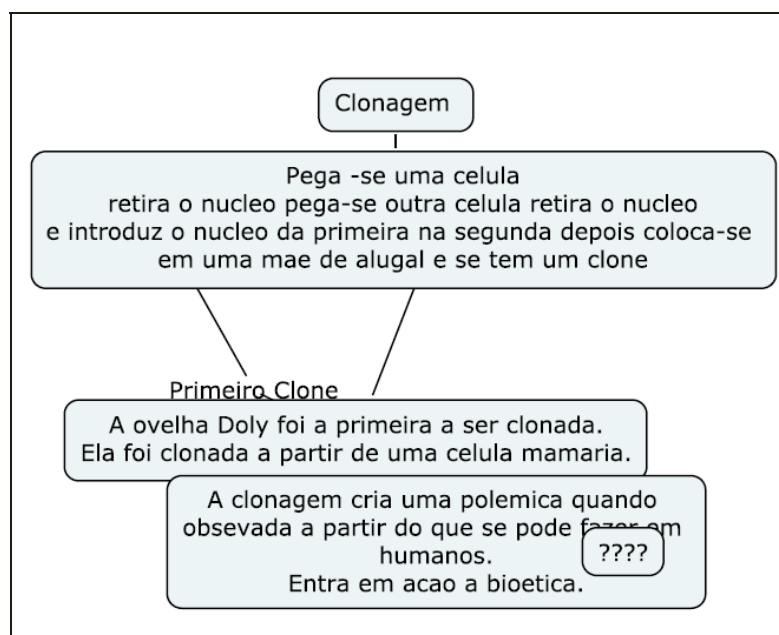 Clonagem
Pega -se uma celula
retira o nucleo pega-se outra celula retira o nucleo
e introduz o nucleo da primeira na segunda depois coloca-se
em uma mae de alugal e se tem um clone
Primeiro Clone
A ovelha Doly foi a primeira a ser clonada.
Ela foi clonada a partir de uma celula mamaria.
A clonagem cria uma polemica quando
obsevada a partir do que se pode fazer em
humanos.
????
Entra em acao a bioetica.